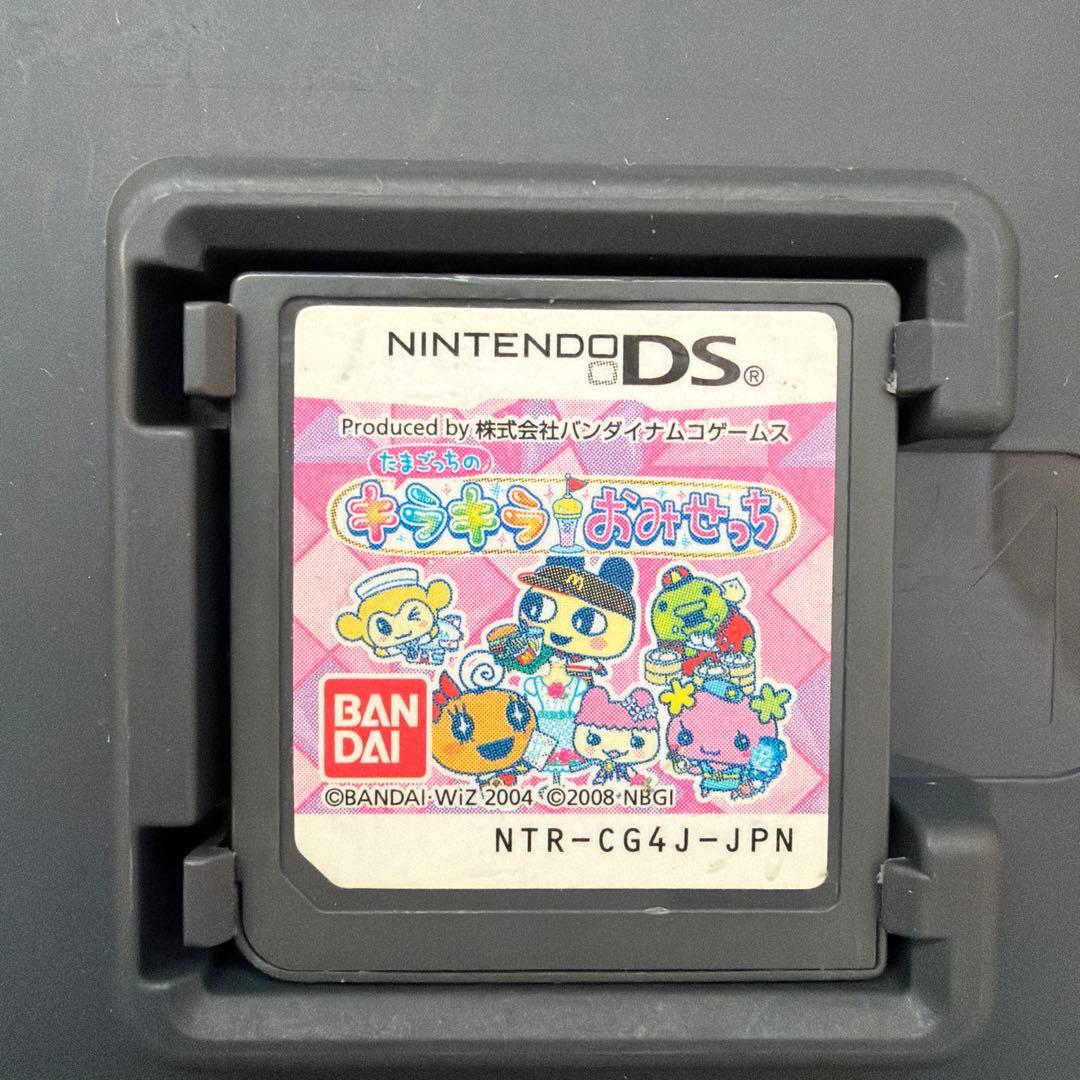 NINTENDO DS®
Produced by 株式会社バンダイナムコゲームス
たまごっちの
キラキラおみせっち
M
BAN
DAI
©BANDAI･WiZ 2004 ©2008 NBGI
NTR-CG4J-JPN